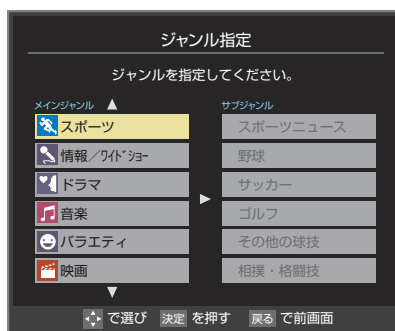 ジャンル指定
ジャンルを指定してください。
メインジャンル
サブジャンル
スポーツ
スポーツニュース
情報／ワイドショー
野球
ドラマ
サッカー
音楽
ゴルフ
バラエティ
その他の球技
映画
相撲・格闘技
で選び 決定 を押す 戻る で前画面